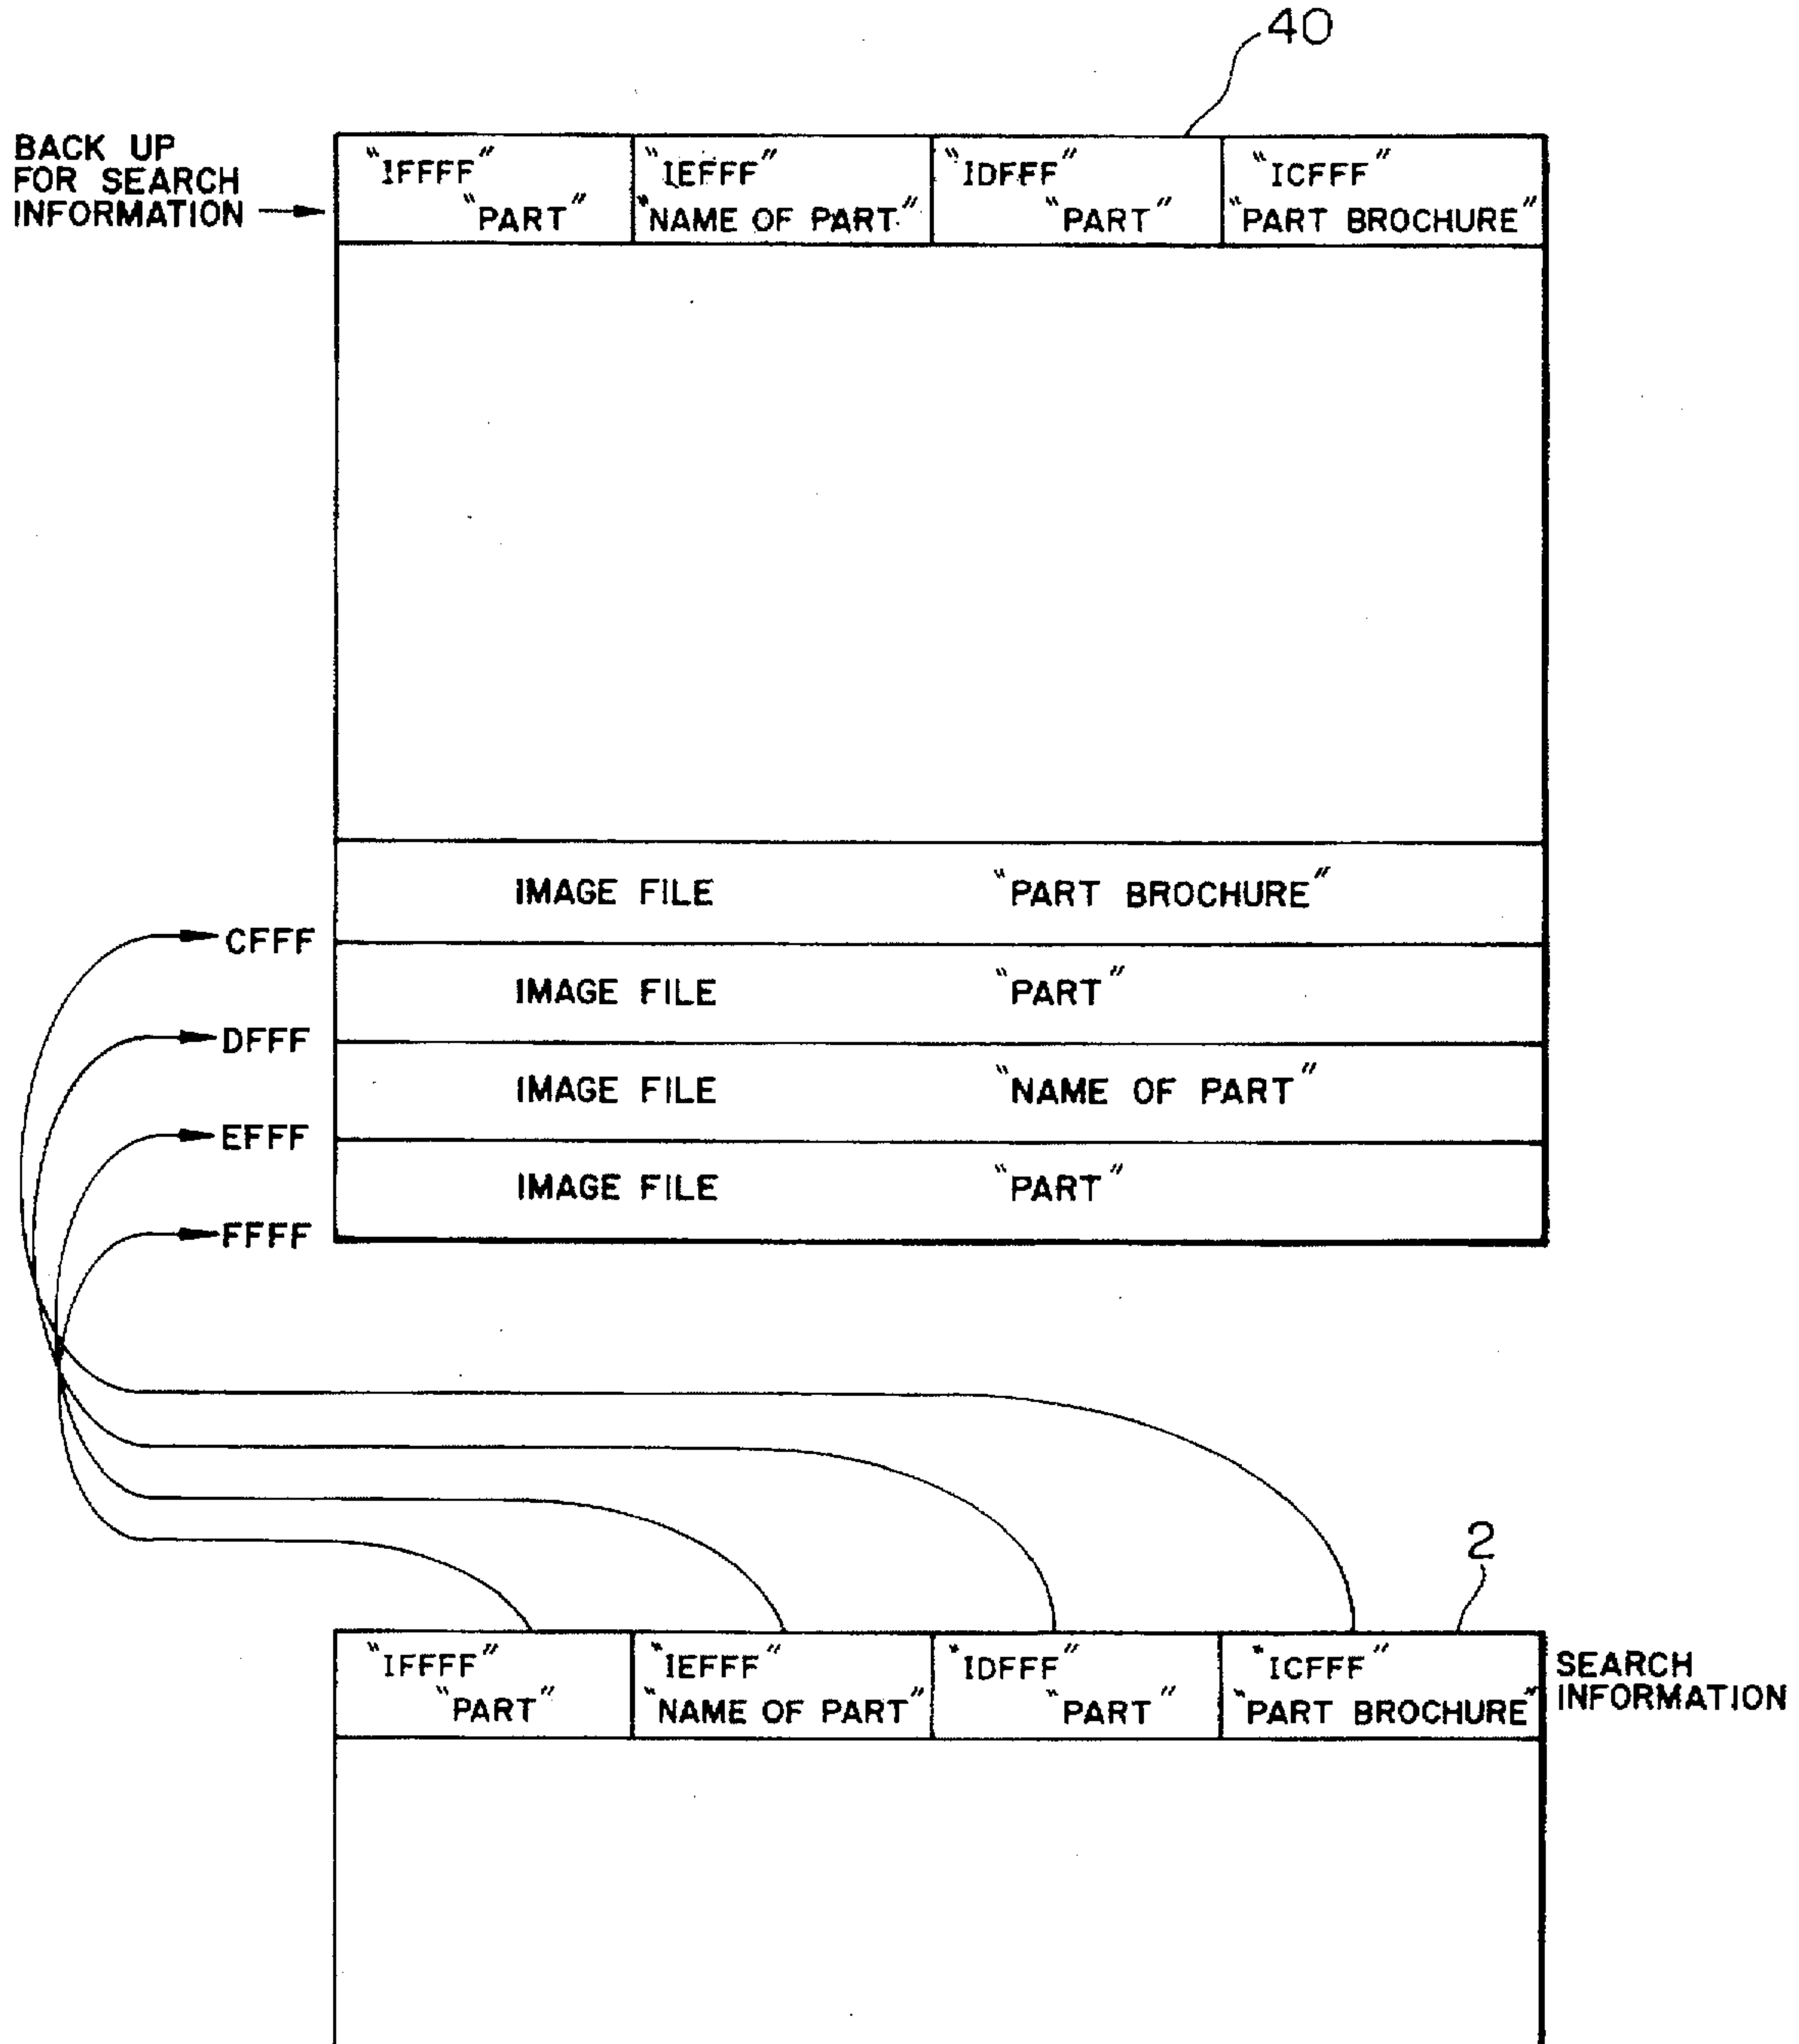 40
BACK UP
FOR SEARCH
INFORMATION
"IFFFF" "IEFFF" "IDFFF" "ICFFF"
"PART" "NAME OF PART" "PART" "PART BROCHURE"
IMAGE FILE "PART BROCHURE"
CFFF
IMAGE FILE "PART"
DFFF
IMAGE FILE "NAME OF PART"
EFFF
IMAGE FILE "PART"
FFFF
2
"IFFFF" "IEFFF" "IDFFF" "ICFFF"
"PART" "NAME OF PART" "PART" "PART BROCHURE"
SEARCH
INFORMATION